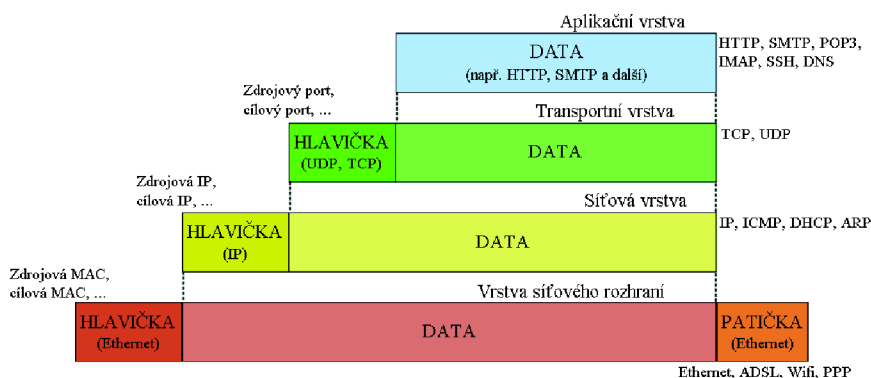 Aplikační vrstva
DATA
(např. HTTP, SMTP a další)
HTTP, SMTP, POP3,
IMAP, SSH, DNS
Zdrojový port,
cílový port, ...
Transportní vrstva
HLAVIČKA
(UDP, TCP)
DATA
TCP, UDP
Zdrojová IP,
cílová IP, ...
Síťová vrstva
HLAVIČKA
(IP)
DATA
IP, ICMP, DHCP, ARP
Zdrojová MAC,
cílová MAC, ...
Vrstva síťového rozhraní
HLAVIČKA
(Ethernet)
DATA
PATIČKA
(Ethernet)
Ethernet, ADSL, Wifi, PPP